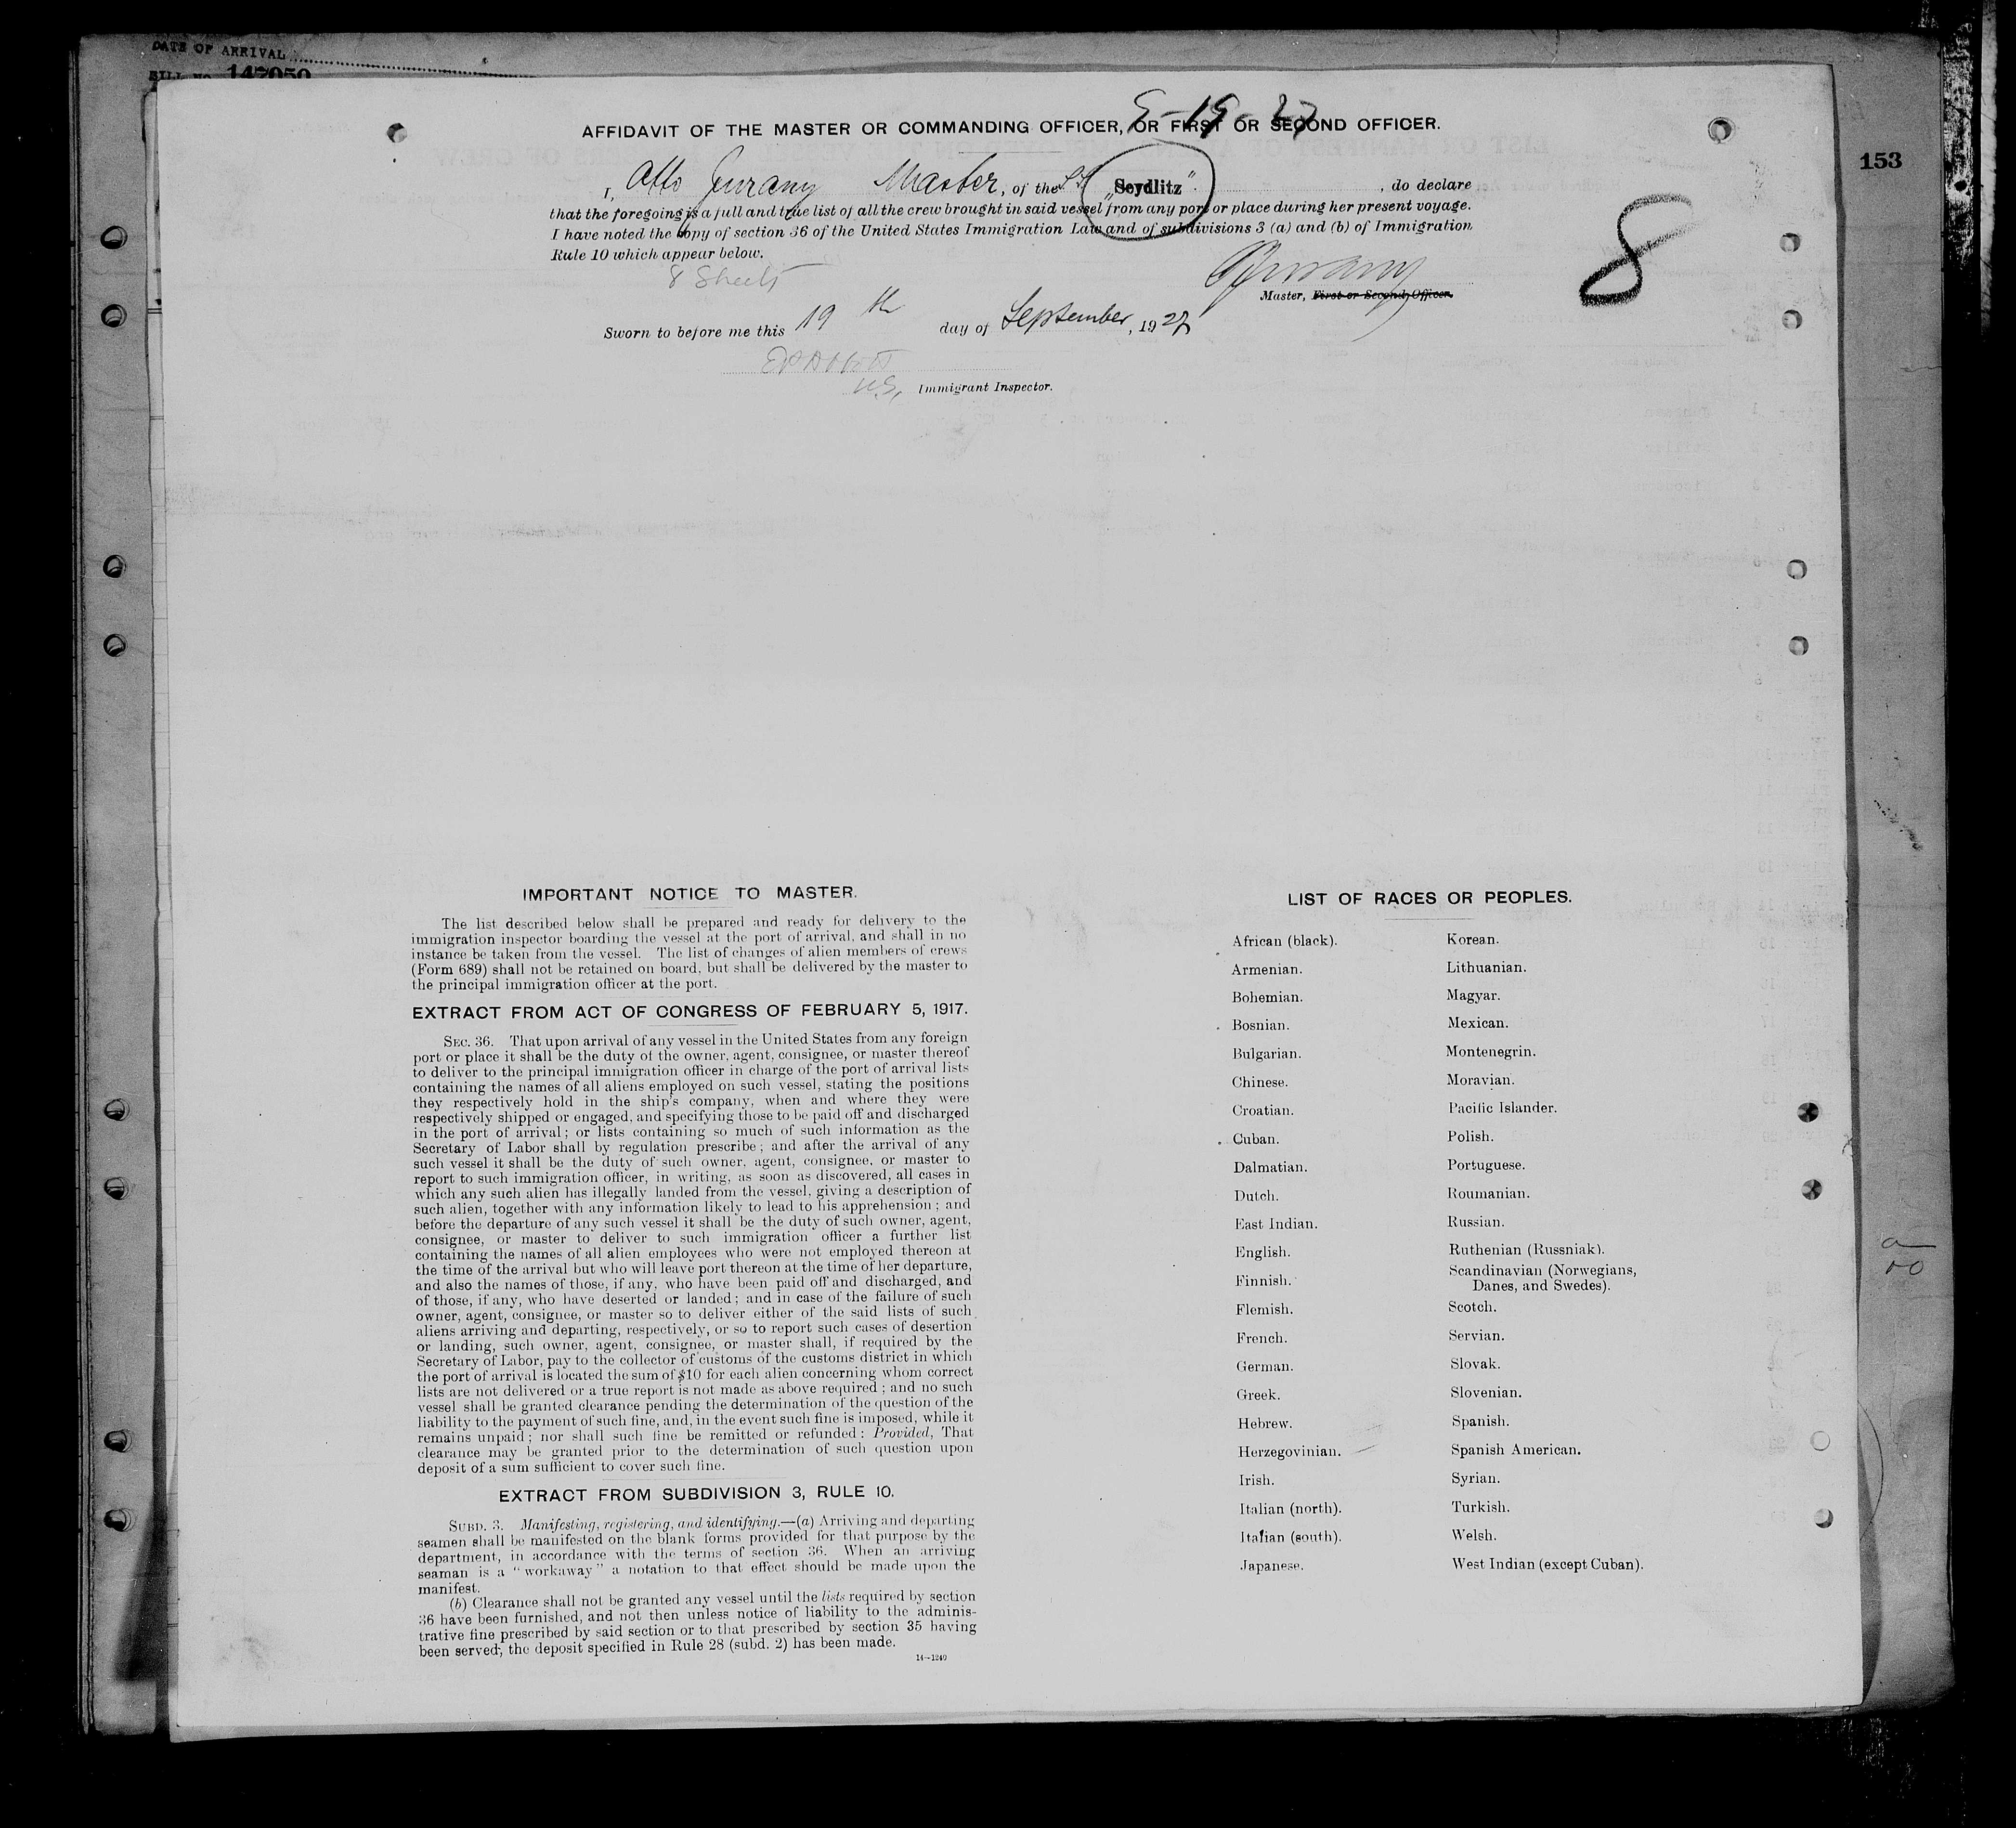 DATE OF ARRIVAL
BILL NO. 147050
9-19-27
AFFIDAVIT OF THE MASTER OR COMMANDING OFFICER, OR FIRST OR SECOND OFFICER.
153
I, Otto Jurany Master, of the S.S. „Seydlitz“, do declare
that the foregoing is a full and true list of all the crew brought in said vessel from any port or place during her present voyage.
I have noted the copy of section 36 of the United States Immigration Law and of subdivisions 3 (a) and (b) of Immigration
Rule 10 which appear below.
8
8 Sheets
OJurany
Master, First or Second Officer.
Sworn to before me this 19th day of September, 1927
U.S. Immigrant Inspector.
IMPORTANT NOTICE TO MASTER.
The list described below shall be prepared and ready for delivery to the
immigration inspector boarding the vessel at the port of arrival, and shall in no
instance be taken from the vessel. The list of changes of alien members of crews
(Form 689) shall not be retained on board, but shall be delivered by the master to
the principal immigration officer at the port.
EXTRACT FROM ACT OF CONGRESS OF FEBRUARY 5, 1917.
SEC. 36. That upon arrival of any vessel in the United States from any foreign
port or place it shall be the duty of the owner, agent, consignee, or master thereof
to deliver to the principal immigration officer in charge of the port of arrival lists
containing the names of all aliens employed on such vessel, stating the positions
they respectively hold in the ship's company, when and where they were
respectively shipped or engaged, and specifying those to be paid off and discharged
in the port of arrival; or lists containing so much of such information as the
Secretary of Labor shall by regulation prescribe; and after the arrival of any
such vessel it shall be the duty of such owner, agent, consignee, or master to
report to such immigration officer, in writing, as soon as discovered, all cases in
which any such alien has illegally landed from the vessel, giving a description of
such alien, together with any information likely to lead to his apprehension; and
before the departure of any such vessel it shall be the duty of such owner, agent,
consignee, or master to deliver to such immigration officer a further list
containing the names of all alien employees who were not employed thereon at
the time of the arrival but who will leave port thereon at the time of her departure,
and also the names of those, if any, who have been paid off and discharged, and
of those, if any, who have deserted or landed; and in case of the failure of such
owner, agent, consignee, or master so to deliver either of the said lists of such
aliens arriving and departing, respectively, or so to report such cases of desertion
or landing, such owner, agent, consignee, or master shall, if required by the
Secretary of Labor, pay to the collector of customs of the customs district in which
the port of arrival is located the sum of $10 for each alien concerning whom correct
lists are not delivered or a true report is not made as above required; and no such
vessel shall be granted clearance pending the determination of the question of the
liability to the payment of such fine, and, in the event such fine is imposed, while it
remains unpaid; nor shall such fine be remitted or refunded: Provided, That
clearance may be granted prior to the determination of such question upon
deposit of a sum sufficient to cover such fine.
EXTRACT FROM SUBDIVISION 3, RULE 10.
SUBD. 3. Manifesting, registering, and identifying.—(a) Arriving and departing
seamen shall be manifested on the blank forms provided for that purpose by the
department, in accordance with the terms of section 36. When an arriving
seaman is a "workaway" a notation to that effect should be made upon the
manifest.
(b) Clearance shall not be granted any vessel until the lists required by section
36 have been furnished, and not then unless notice of liability to the adminis-
trative fine prescribed by said section or to that prescribed by section 35 having
been served, the deposit specified in Rule 28 (subd. 2) has been made.
14—1240
LIST OF RACES OR PEOPLES.
African (black).
Armenian.
Bohemian.
Bosnian.
Bulgarian.
Chinese.
Croatian.
Cuban.
Dalmatian.
Dutch.
East Indian.
English.
Finnish.
Flemish.
French.
German.
Greek.
Hebrew.
Herzegovinian.
Irish.
Italian (north).
Italian (south).
Japanese.
Korean.
Lithuanian.
Magyar.
Mexican.
Montenegrin.
Moravian.
Pacific Islander.
Polish.
Portuguese.
Roumanian.
Russian.
Ruthenian (Russniak).
Scandinavian (Norwegians,
Danes, and Swedes).
Scotch.
Servian.
Slovak.
Slovenian.
Spanish.
Spanish American.
Syrian.
Turkish.
Welsh.
West Indian (except Cuban).